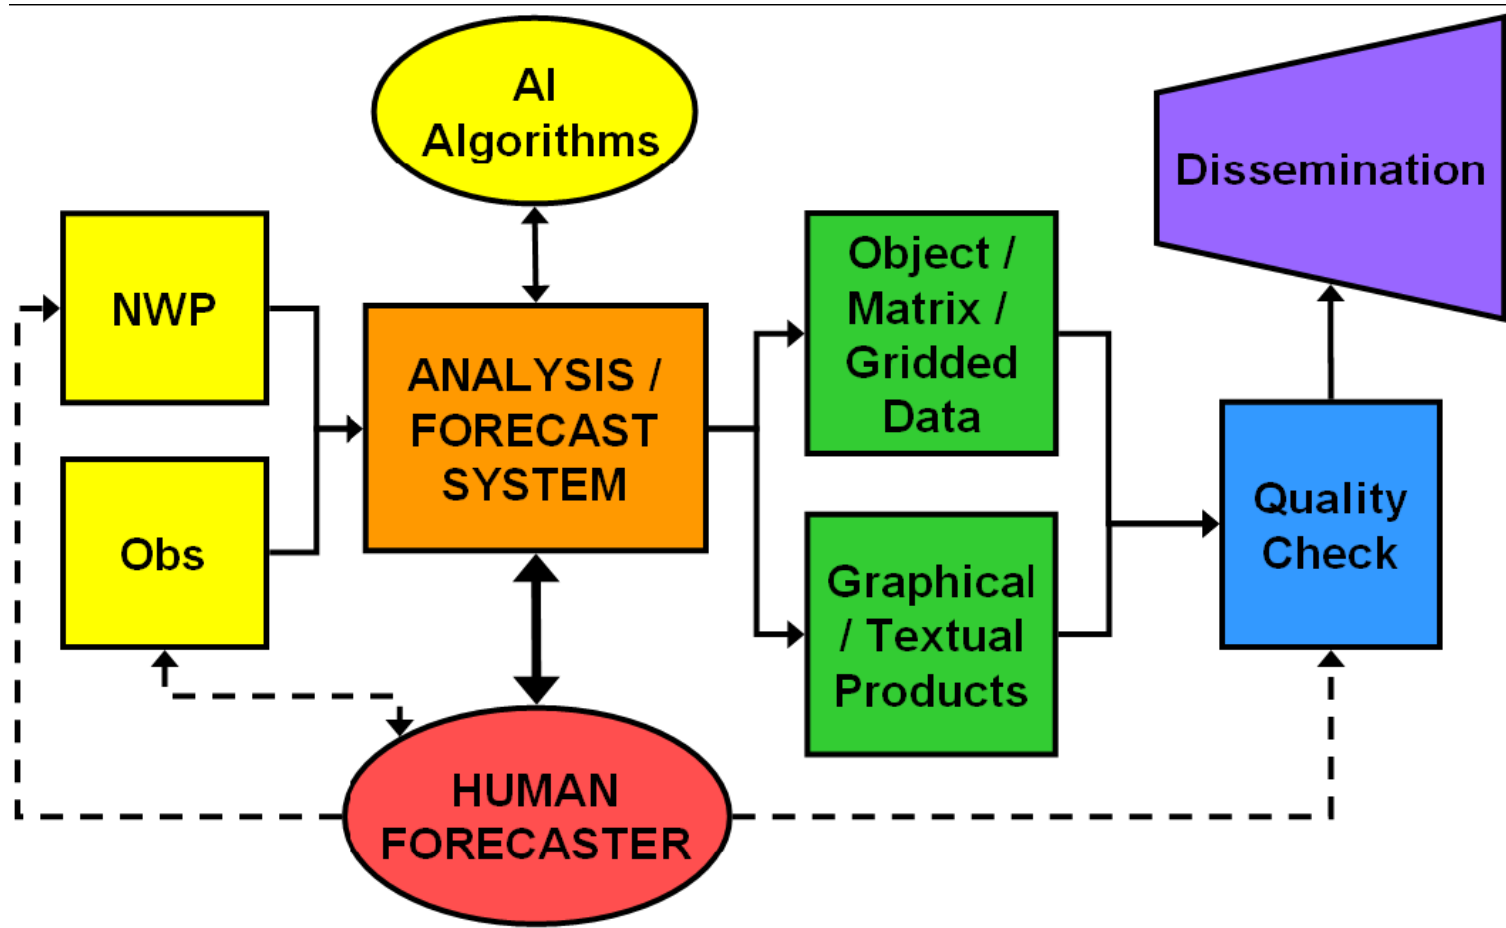 AI
Algorithms
Dissemination
NWP
Object /
Matrix /
Gridded
Data
ANALYSIS /
FORECAST
SYSTEM
Obs
Quality
Check
Graphical
/ Textual
Products
HUMAN
FORECASTER